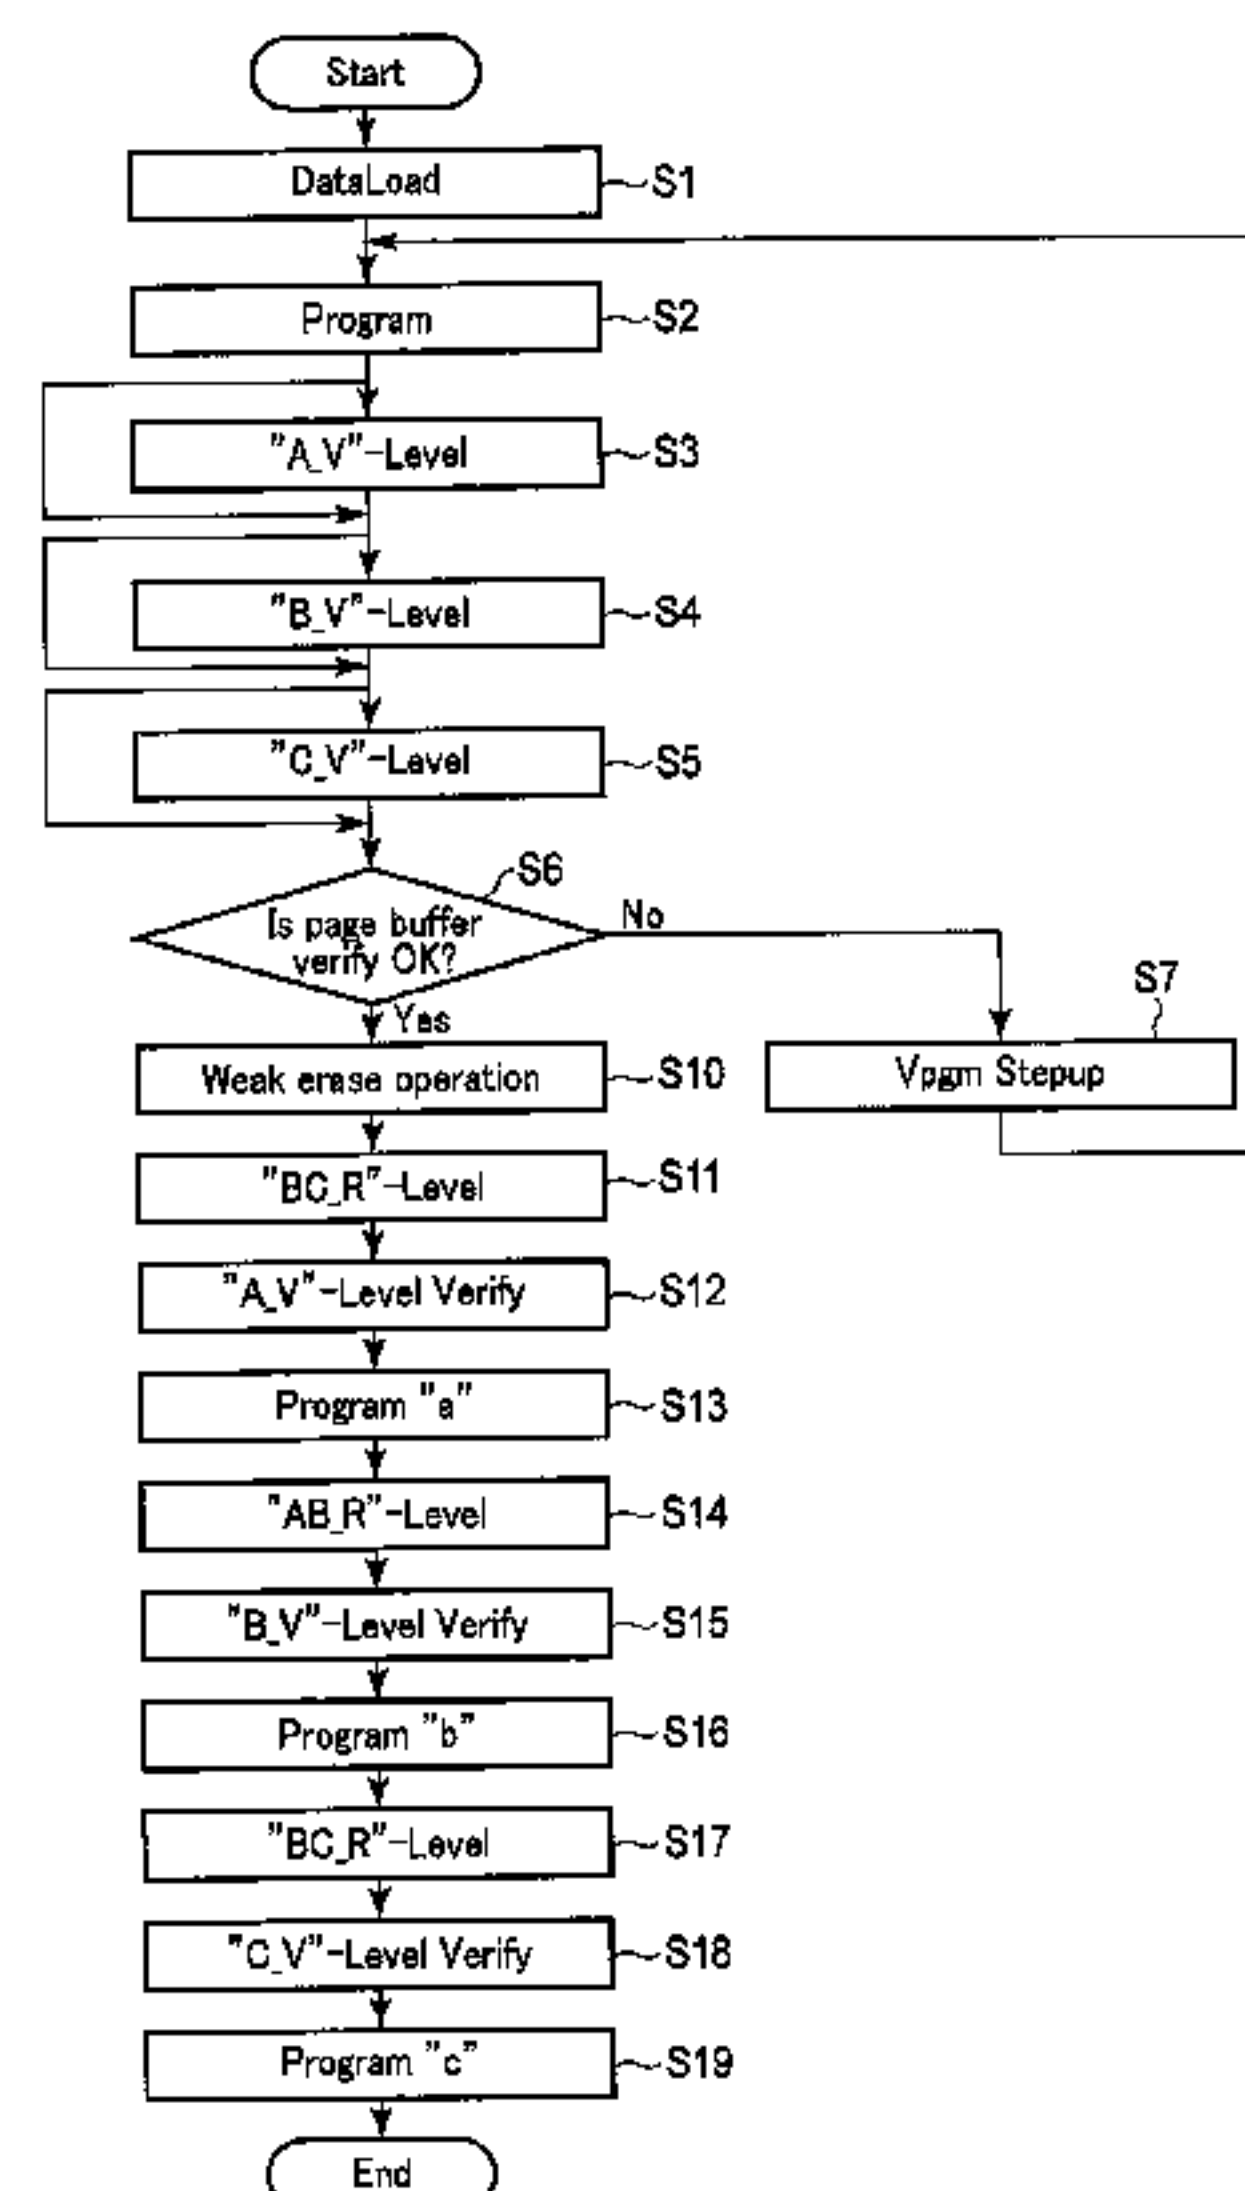 Start
DataLoad
S1
Program
S2
"A_V"-Level
S3
"B_V"-Level
S4
"C_V"-Level
S5
S6
Is page buffer
verify OK?
No
Yes
S7
Vpgm Stepup
Weak erase operation
S10
"BC_R"-Level
S11
"A_V"-Level Verify
S12
Program "a"
S13
"AB_R"-Level
S14
"B_V"-Level Verify
S15
Program "b"
S16
"BC_R"-Level
S17
"C_V"-Level Verify
S18
Program "c"
S19
End